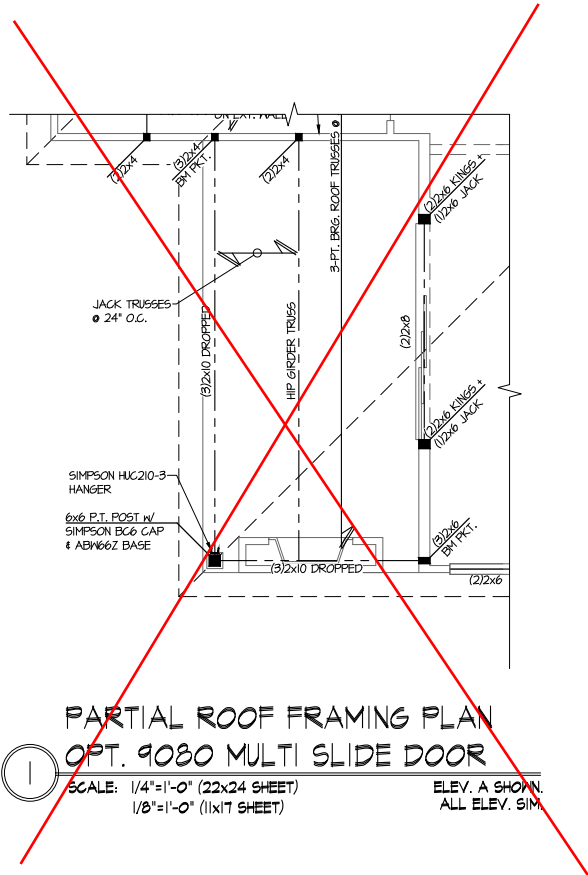 ON EXT. WALL
(2)2x4
(3)2x4
BM PKT.
(2)2x4
3-PT. BRG. ROOF TRUSSES @
(2)2x6 KINGS +
(1)2x6 JACK
JACK TRUSSES
@ 24" O.C.
(3)2x10 DROPPED
HIP GIRDER TRUSS
(2)2x8
(2)2x6 KINGS +
(1)2x6 JACK
SIMPSON HUC210-3
HANGER
6x6 P.T. POST W/
SIMPSON BC6 CAP
& ABW66Z BASE
(3)2x6
BM PKT.
(3)2x10 DROPPED
(2)2x6
PARTIAL ROOF FRAMING PLAN
1 OPT. 9080 MULTI SLIDE DOOR
SCALE: 1/4"=1'-0" (22x24 SHEET) ELEV. A SHOWN.
1/8"=1'-0" (11x17 SHEET) ALL ELEV. SIM.